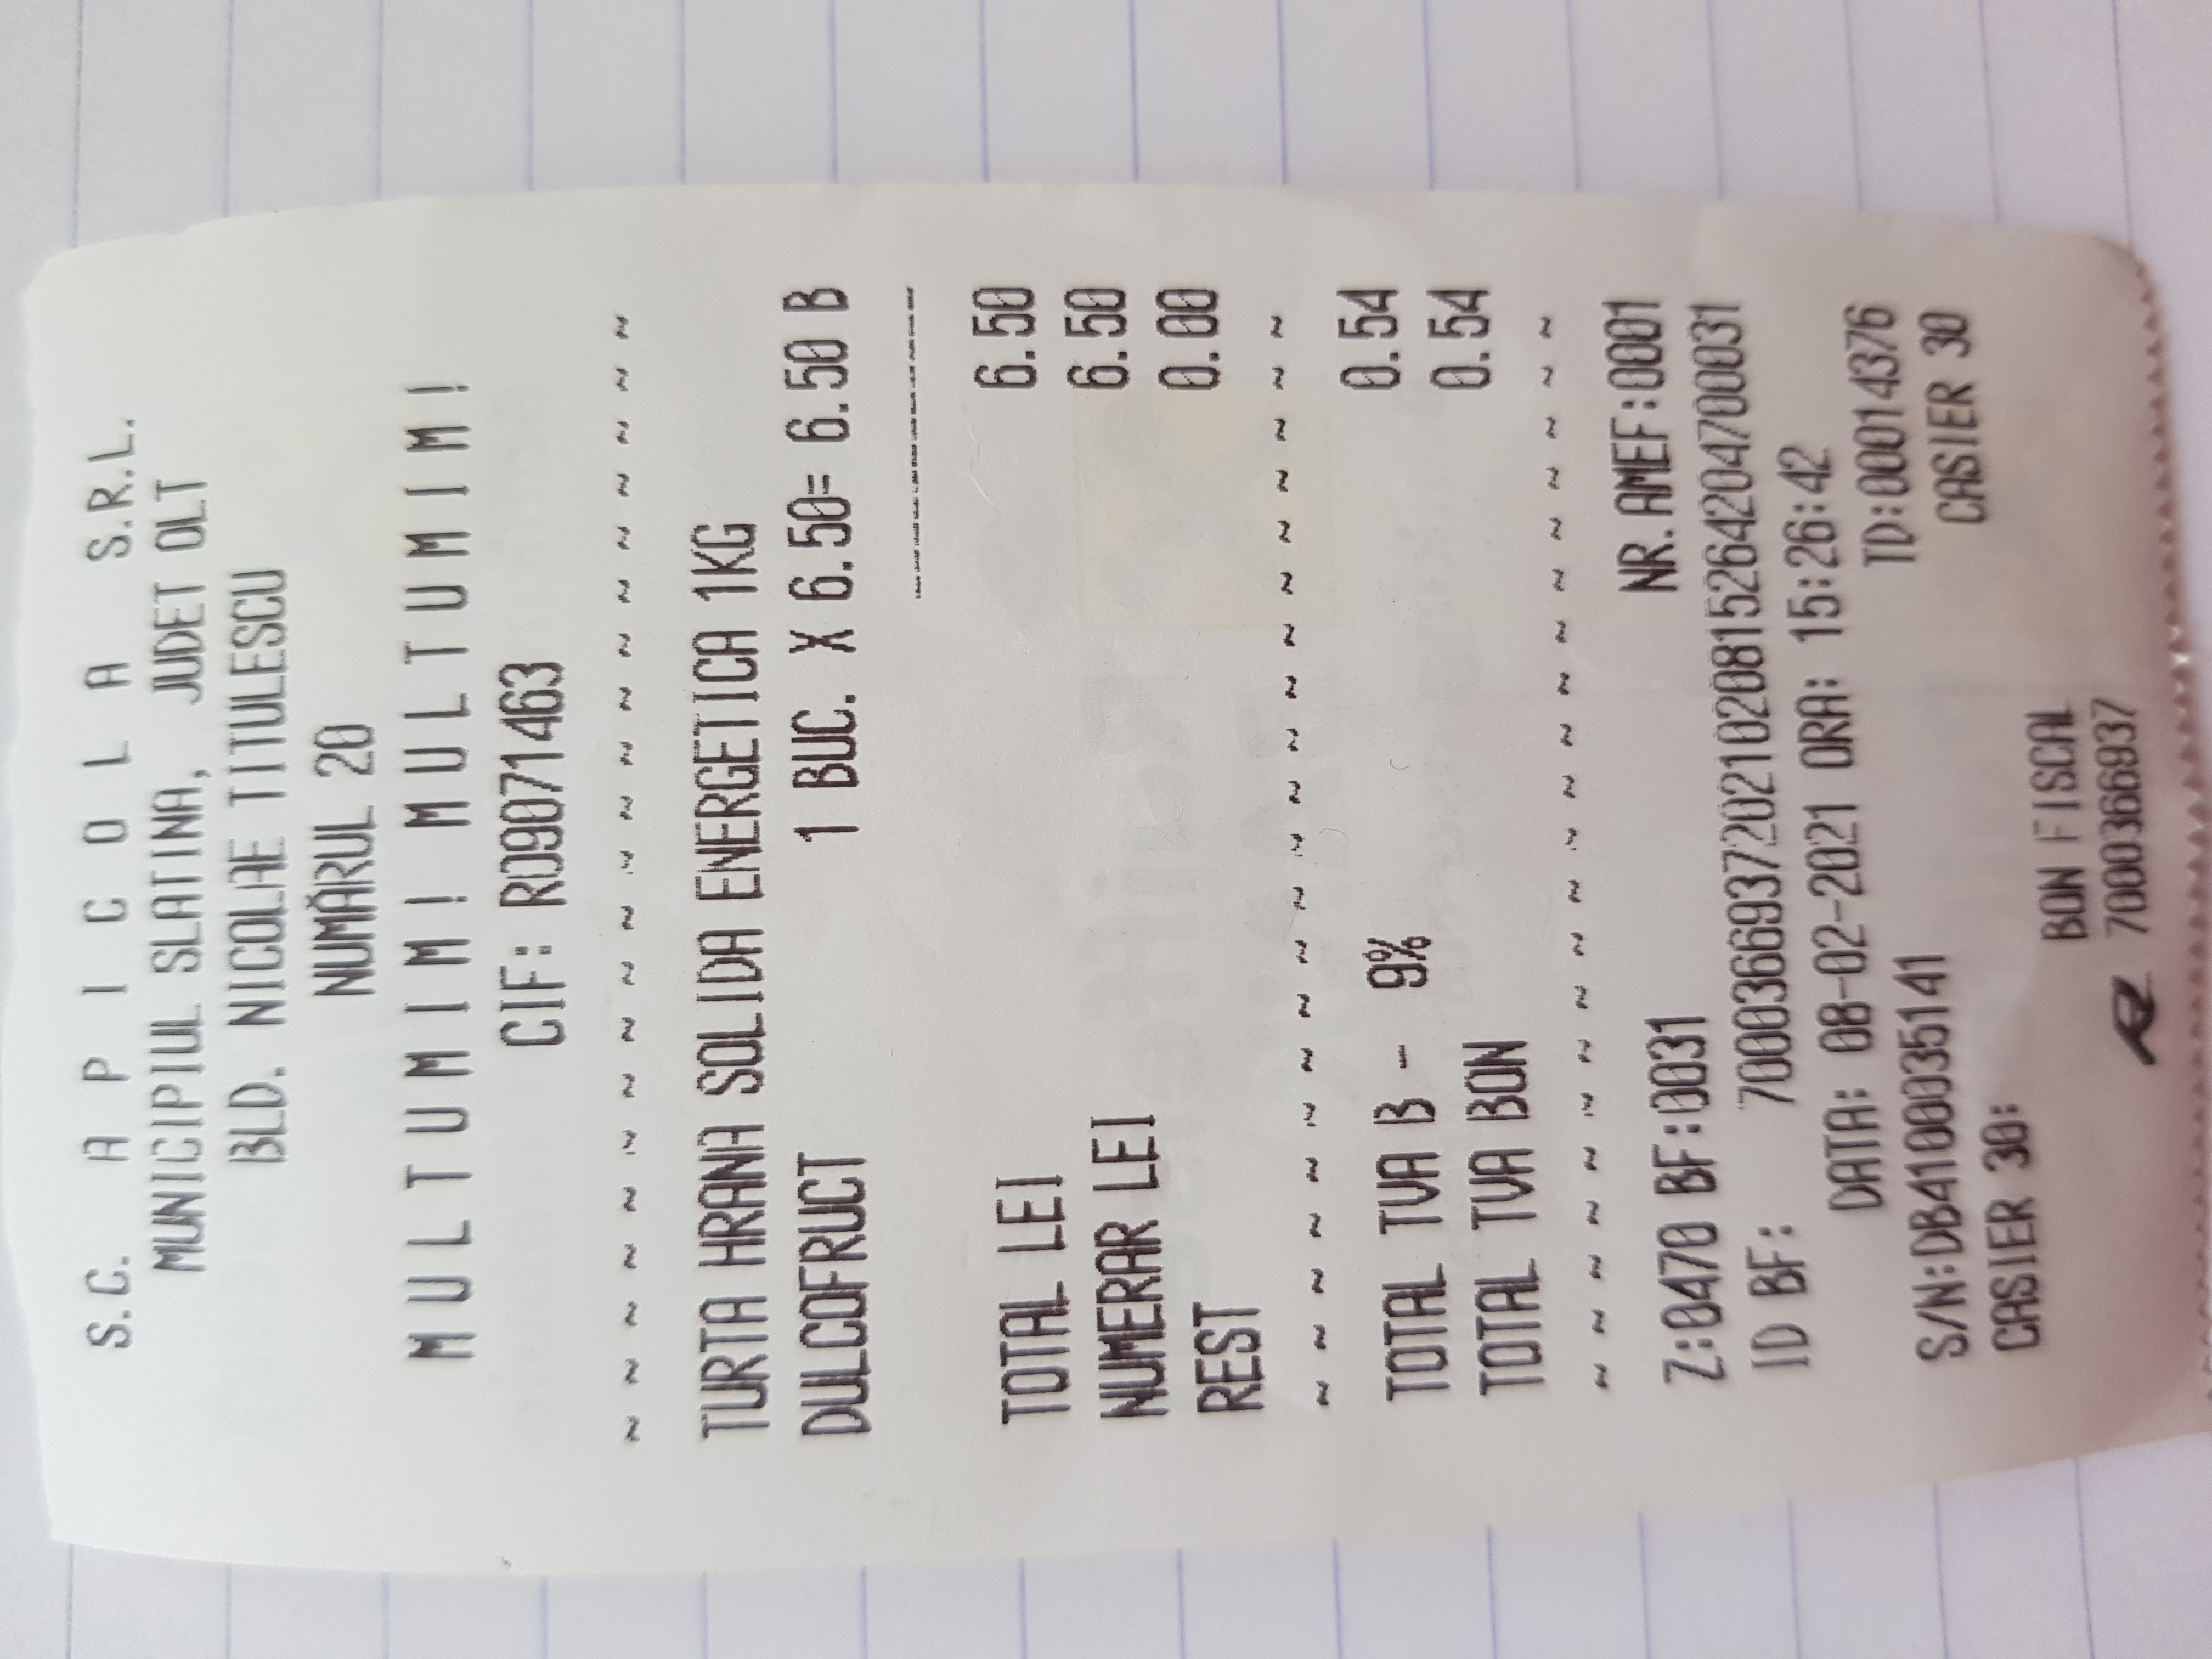 S.C. A P I C O L A S.R.L.
MUNICIPIUL SLATINA, JUDET OLT
BLD. NICOLAE TITULESCU
NUMĂRUL 20
M U L T U M I M ! M U L T U M I M !
CIF: RO9071463
~ ~ ~ ~ ~ ~ ~ ~ ~ ~ ~ ~ ~ ~ ~ ~ ~ ~ ~ ~ ~
TURTA HRANA SOLIDA ENERGETICA 1KG
DULCOFRUCT 1 BUC. X 6.50= 6.50 B
TOTAL LEI 6.50
NUMERAR LEI 6.50
REST 0.00
~ ~ ~ ~ ~ ~ ~ ~ ~ ~ ~ ~ ~ ~ ~ ~ ~ ~ ~ ~ ~
TOTAL TVA B - 9% 0.54
TOTAL TVA BON 0.54
~ ~ ~ ~ ~ ~ ~ ~ ~ ~ ~ ~ ~ ~ ~ ~ ~ ~ ~ ~ ~
Z:0470 BF:0031 NR.AMEF:0001
ID BF: 70003669372021020815264204700031
DATA: 08-02-2021 ORA: 15:26:42
S/N:DB4100035141 TD:00014376
CASIER 30: CASIER 30
BON FISCAL
7000366937